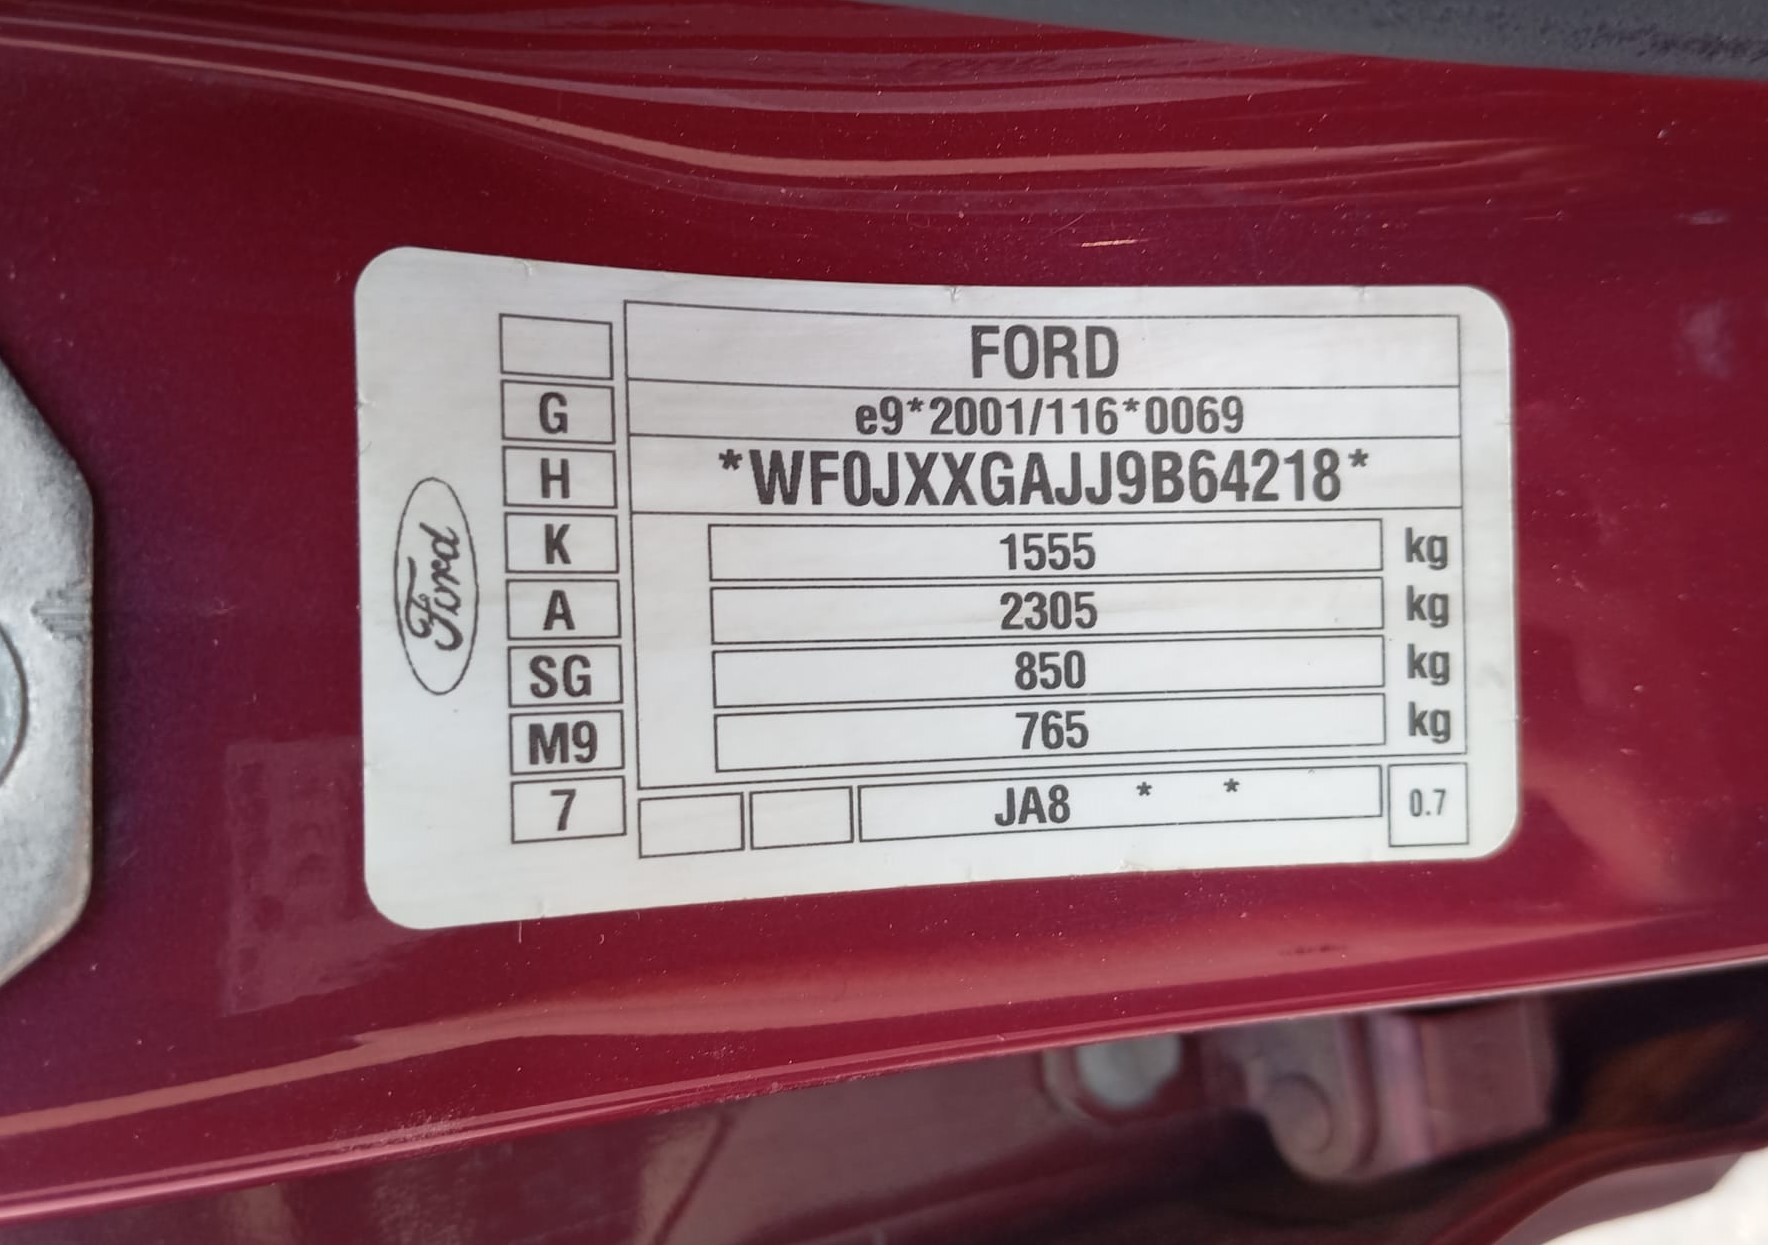 Ford
FORD
G e9*2001/116*0069
H *WF0JXXGAJJ9B64218*
K 1555 kg
A 2305 kg
SG 850 kg
M9 765 kg
7 JA8 * * 0.7